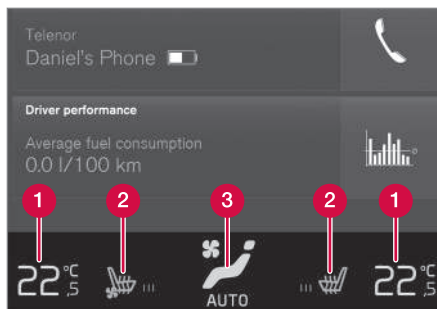 Telenor
Daniel's Phone
Driver performance
Average fuel consumption
0.0 l/100 km
1 2 3 2 1
22°C,5 22°C,5
AUTO